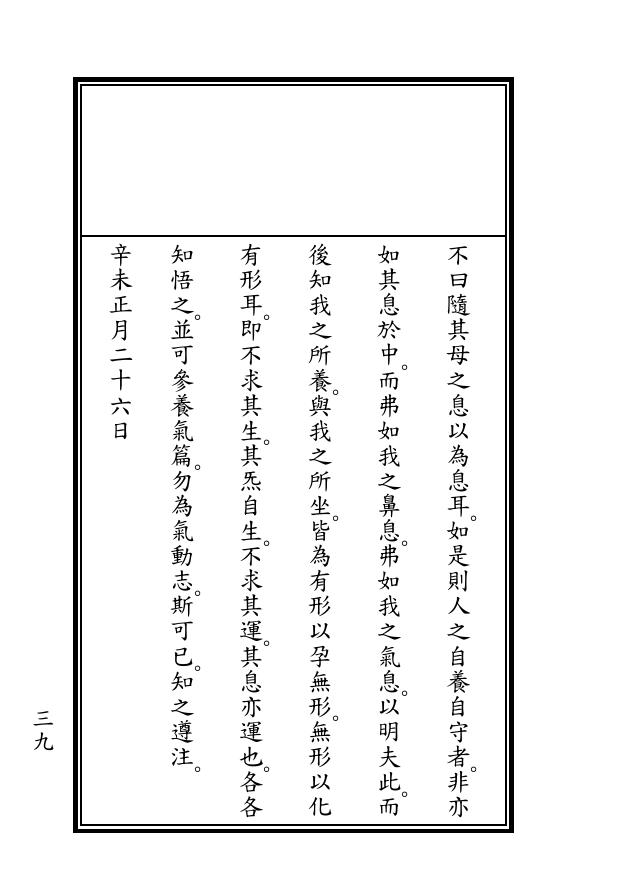 不曰隨其母之息以為息耳。如是則人之自養自守者。非亦
如其息於中。而弗如我之鼻息。弗如我之氣息。以明夫此。而
後知我之所養。與我之所坐。皆為有形以孕無形。無形以化
有形耳。即不求其生。其炁自生。不求其運。其息亦運也。各各
知悟之。並可參養氣篇。勿為氣動志。斯可已。知之遵注。
辛未正月二十六日
三九